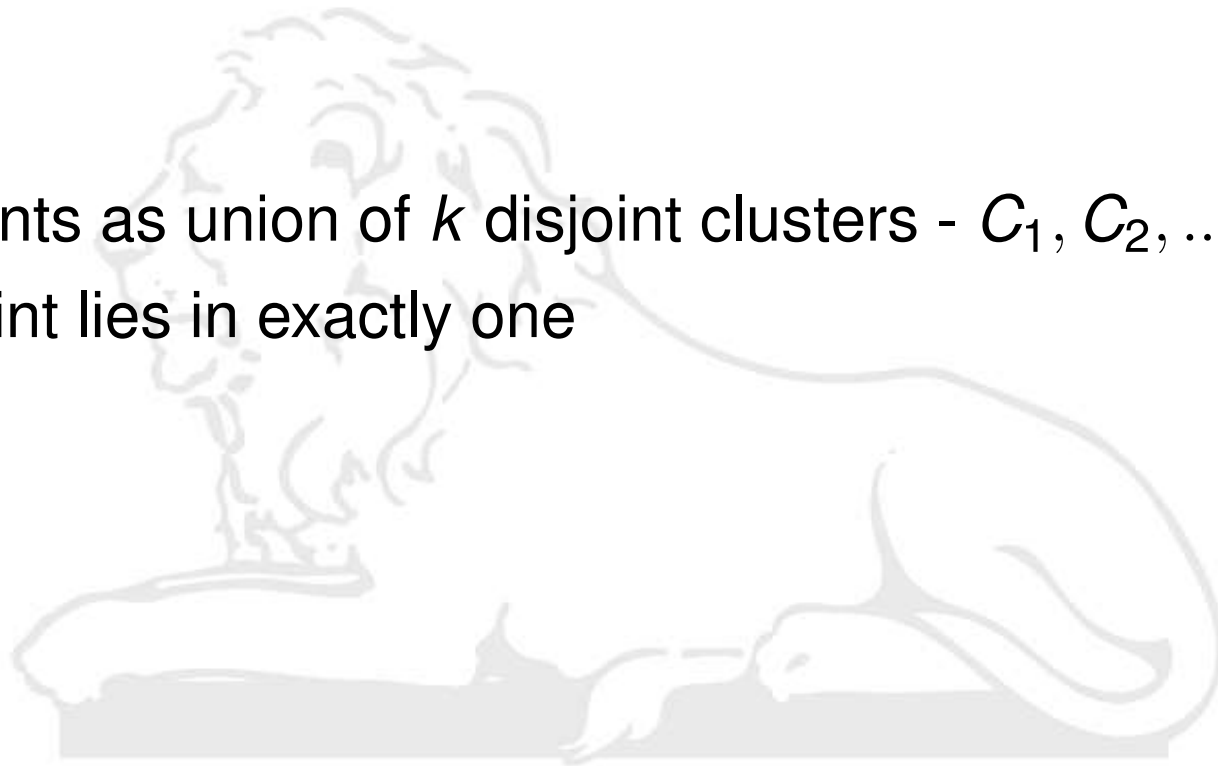 nts as union of k disjoint clusters - C₁, C₂, ..
int lies in exactly one